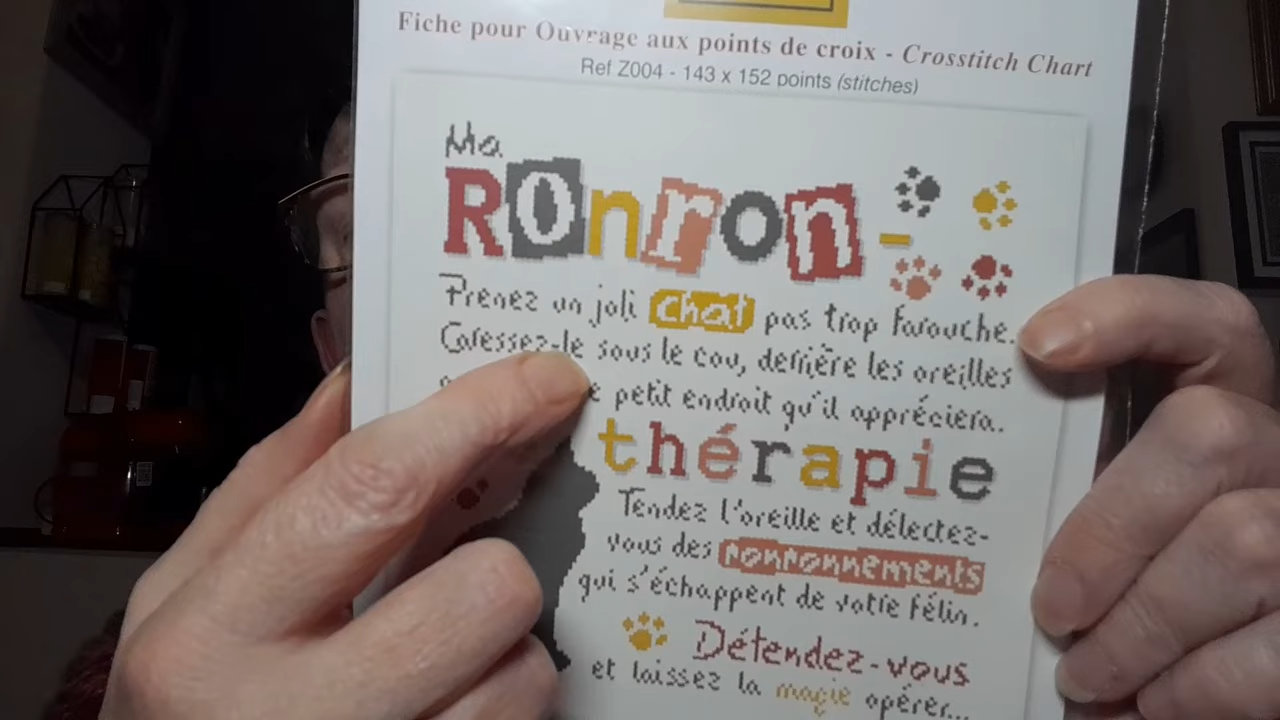 Fiche pour Ouvrage aux points de croix - Crosstitch Chart
Ref Z004 - 143 x 152 points (stitches)
Ma
Ronron-
Prenez un joli chat pas trop farouche.
Caressez-le sous le cou, derrière les oreilles
petit endroit qu'il appréciera.
thérapie
Tendez l'oreille et délectez-
vous des ronronnements
qui s'échappent de votre félin.
Détendez-vous
et laissez la magie opérer...